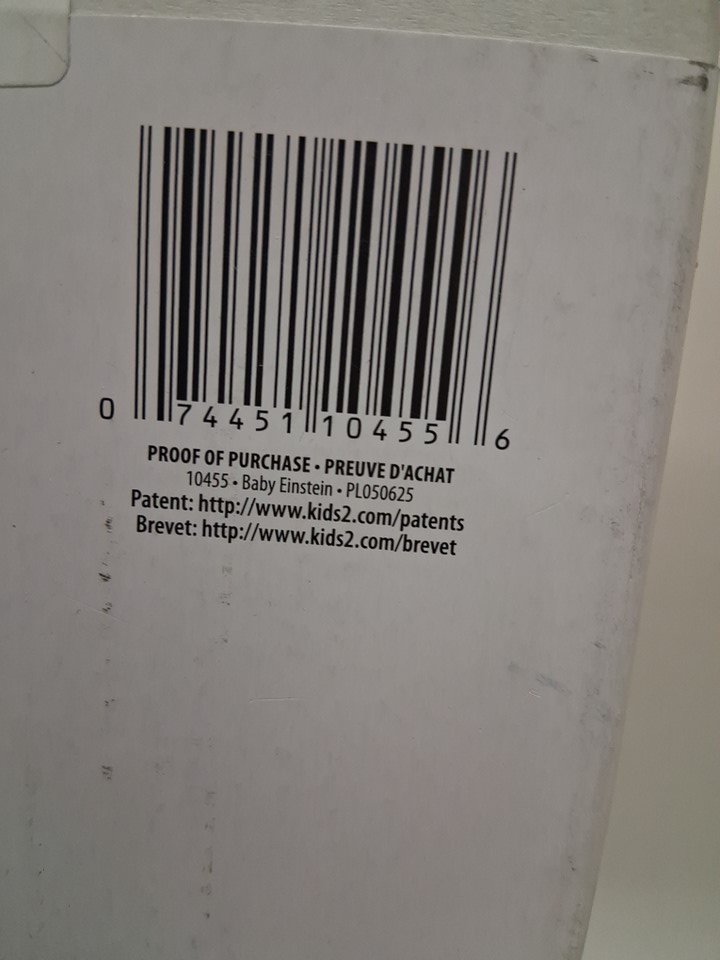 0 74451 10455 6
PROOF OF PURCHASE • PREUVE D'ACHAT
10455 • Baby Einstein • PL050625
Patent: http://www.kids2.com/patents
Brevet: http://www.kids2.com/brevet